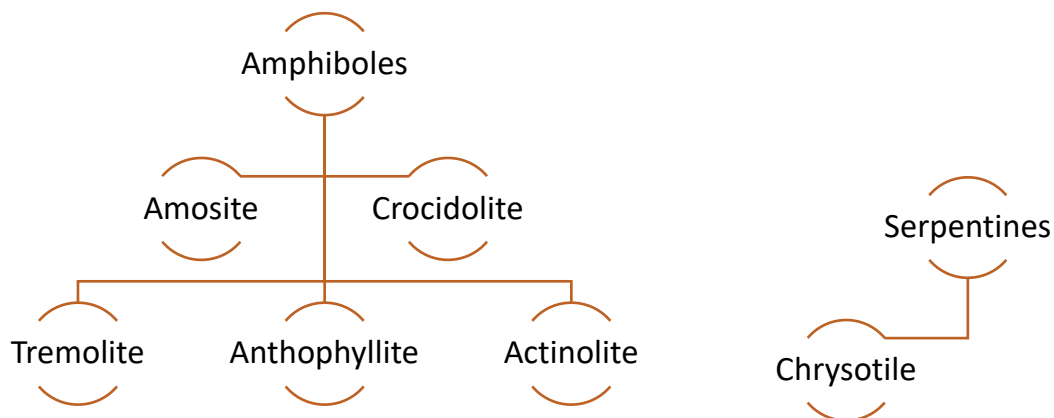 Amphiboles
Amosite
Crocidolite
Serpentines
Tremolite
Anthophyllite
Actinolite
Chrysotile